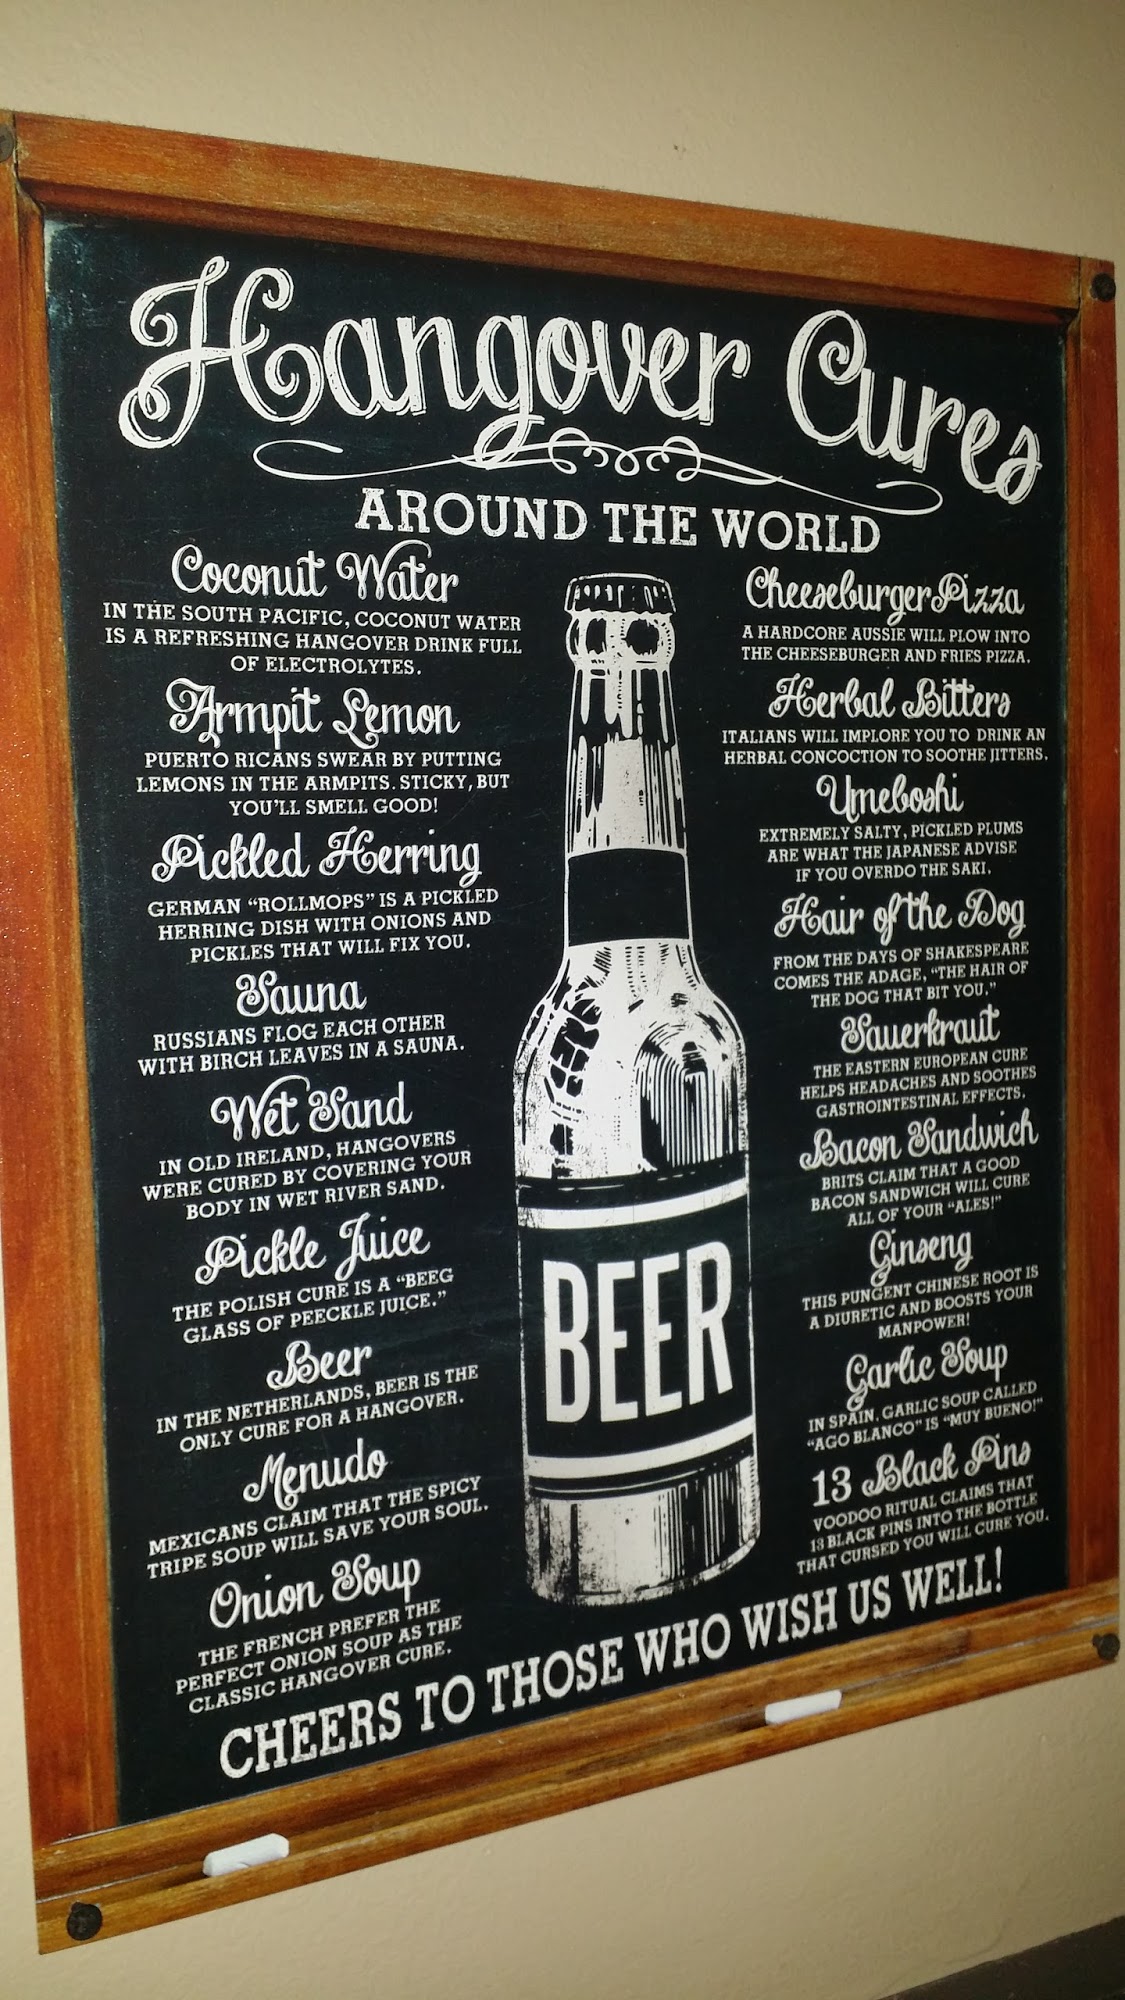 Hangover Cures
AROUND THE WORLD
Coconut Water
IN THE SOUTH PACIFIC, COCONUT WATER
IS A REFRESHING HANGOVER DRINK FULL
OF ELECTROLYTES.
Armpit Lemon
PUERTO RICANS SWEAR BY PUTTING
LEMONS IN THE ARMPITS. STICKY, BUT
YOU'LL SMELL GOOD!
Pickled Herring
GERMAN "ROLLMOPS" IS A PICKLED
HERRING DISH WITH ONIONS AND
PICKLES THAT WILL FIX YOU.
Sauna
RUSSIANS FLOG EACH OTHER
WITH BIRCH LEAVES IN A SAUNA.
Wet Sand
IN OLD IRELAND, HANGOVERS
WERE CURED BY COVERING YOUR
BODY IN WET RIVER SAND.
Pickle Juice
THE POLISH CURE IS A "BEEG
GLASS OF PEECKLE JUICE."
Beer
IN THE NETHERLANDS, BEER IS THE
ONLY CURE FOR A HANGOVER.
Menudo
MEXICANS CLAIM THAT THE SPICY
TRIPE SOUP WILL SAVE YOUR SOUL.
Onion Soup
THE FRENCH PREFER THE
PERFECT ONION SOUP AS THE
CLASSIC HANGOVER CURE.
BEER
Cheeseburger Pizza
A HARDCORE AUSSIE WILL PLOW INTO
THE CHEESEBURGER AND FRIES PIZZA.
Herbal Bitters
ITALIANS WILL IMPLORE YOU TO DRINK AN
HERBAL CONCOCTION TO SOOTHE JITTERS.
Umeboshi
EXTREMELY SALTY, PICKLED PLUMS
ARE WHAT THE JAPANESE ADVISE
IF YOU OVERDO THE SAKI.
Hair of the Dog
FROM THE DAYS OF SHAKESPEARE
COMES THE ADAGE, "THE HAIR OF
THE DOG THAT BIT YOU."
Sauerkraut
THE EASTERN EUROPEAN CURE
HELPS HEADACHES AND SOOTHES
GASTROINTESTINAL EFFECTS.
Bacon Sandwich
BRITS CLAIM THAT A GOOD
BACON SANDWICH WILL CURE
ALL OF YOUR "ALES!"
Ginseng
THIS PUNGENT CHINESE ROOT IS
A DIURETIC AND BOOSTS YOUR
MANPOWER!
Garlic Soup
IN SPAIN, GARLIC SOUP CALLED
"AGO BLANCO" IS "MUY BUENO!"
13 Black Pins
VOODOO RITUAL CLAIMS THAT
13 BLACK PINS INTO THE BOTTLE
THAT CURSED YOU WILL CURE YOU.
CHEERS TO THOSE WHO WISH US WELL!